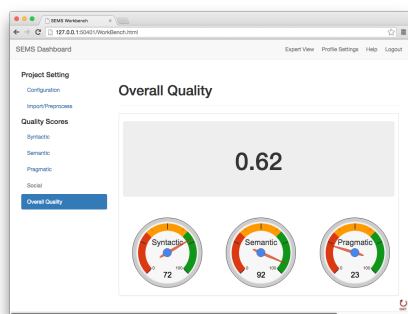 SEMS Workbench
127.0.0.1:50401/WorkBench.html
SEMS Dashboard
Expert View Profile Settings Help Logout
Project Setting
Configuration
Import/Preprocess
Quality Scores
Syntactic
Semantic
Pragmatic
Social
Overall Quality
Overall Quality
0.62
Syntactic
0 100
72
Semantic
0 100
92
Pragmatic
0 100
23